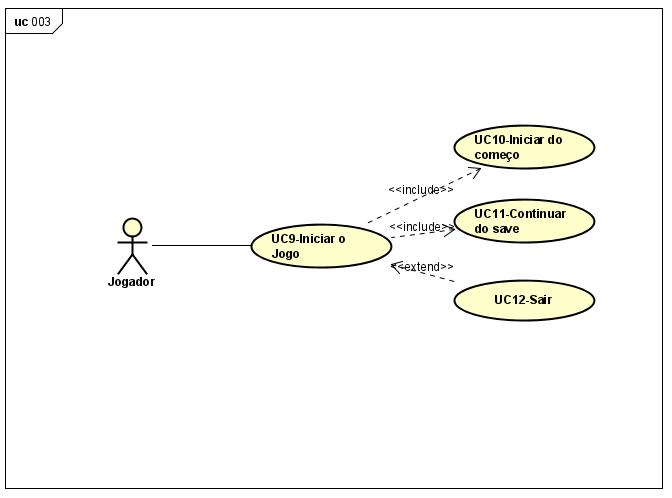 uc 003
UC10-Iniciar do
começo
<<include>>
UC11-Continuar
do save
<<include>>
UC9-Iniciar o
Jogo
<<extend>>
Jogador
UC12-Sair